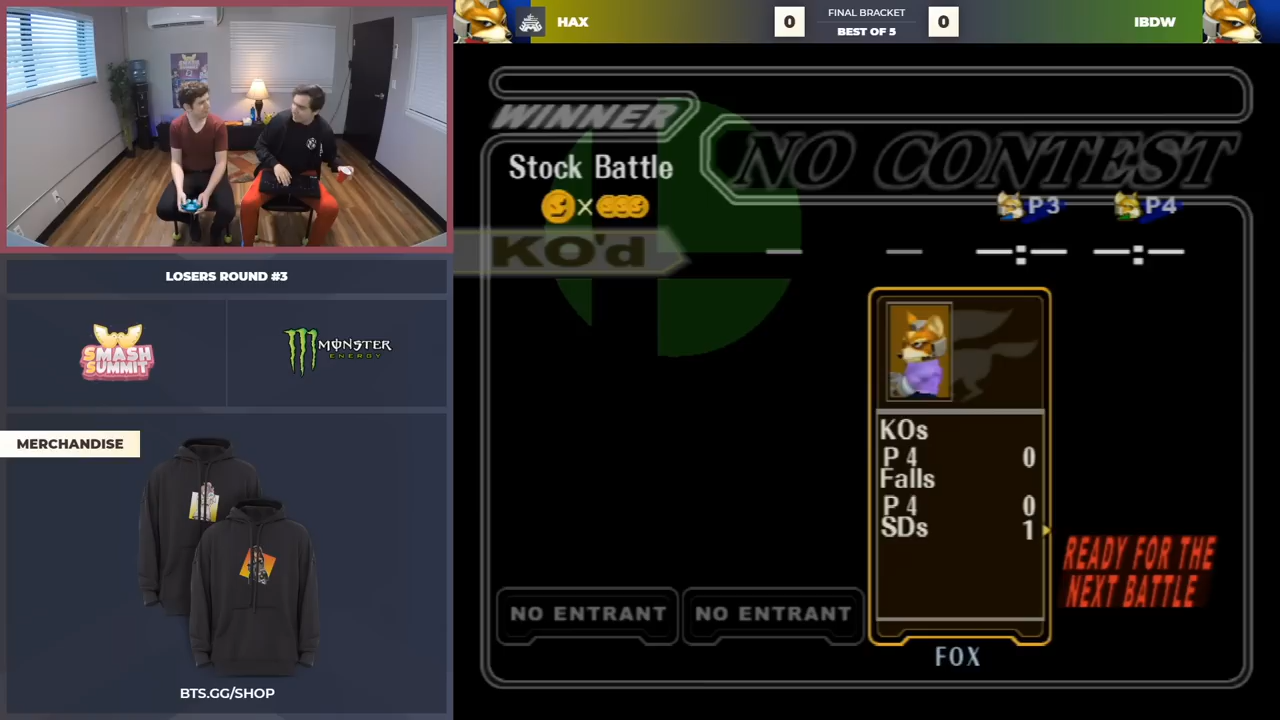 HAX
0
FINAL BRACKET
BEST OF 5
0
IBDW
WINNER
NO CONTEST
Stock Battle
×
P3
P4
KO'd
LOSERS ROUND #3
SMASH
SUMMIT
MONSTER
ENERGY
MERCHANDISE
KOs
P4 0
Falls
P4 0
SDs 1
READY FOR THE
NEXT BATTLE
NO ENTRANT
NO ENTRANT
FOX
BTS.GG/SHOP